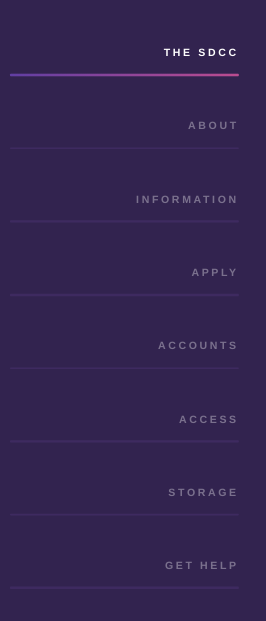 THE SDCC
ABOUT
INFORMATION
APPLY
ACCOUNTS
ACCESS
STORAGE
GET HELP